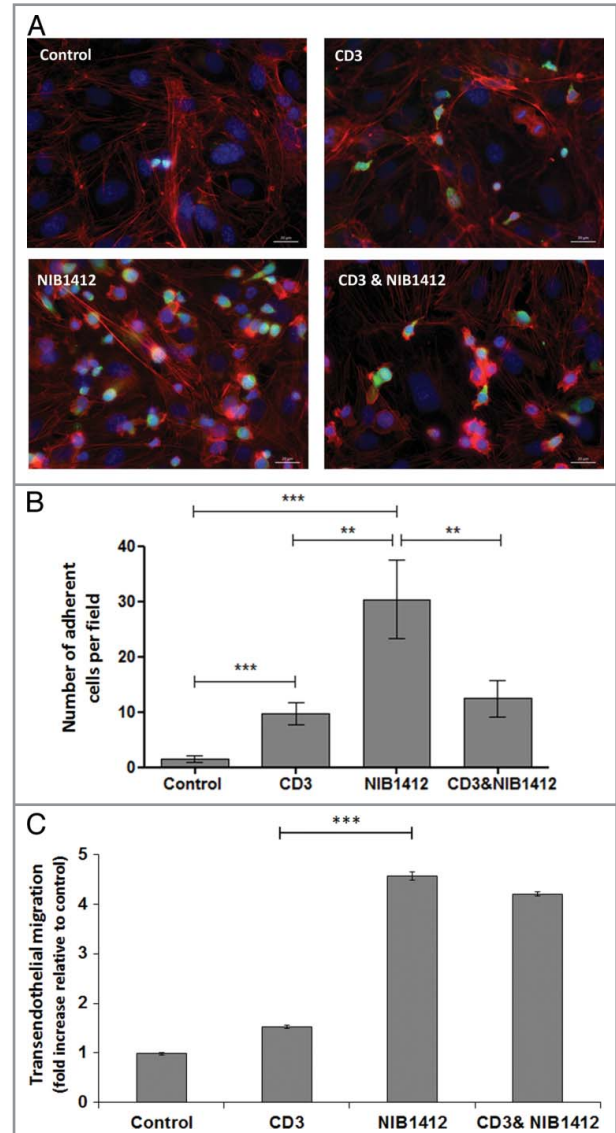 A
Control
CD3
NIB1412
CD3 & NIB1412
B
Number of adherent
cells per field
40
30
20
10
0
***
**
**
***
Control
CD3
NIB1412
CD3&NIB1412
C
Transendothelial migration
(fold increase relative to control)
5
4
3
2
1
0
***
Control
CD3
NIB1412
CD3& NIB1412